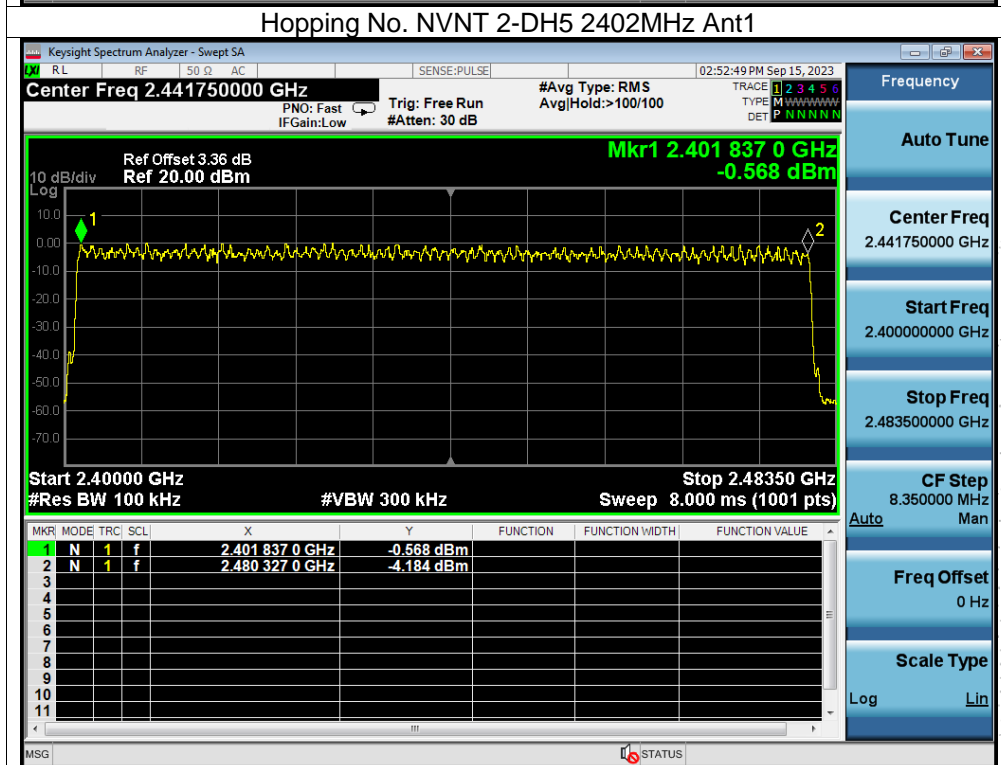 Hopping No. NVNT 2-DH5 2402MHz Ant1
Keysight Spectrum Analyzer - Swept SA
LXI RL RF 50 Ω AC SENSE:PULSE 02:52:49 PM Sep 15, 2023
Center Freq 2.441750000 GHz
PNO: Fast
IFGain:Low
Trig: Free Run
#Atten: 30 dB
#Avg Type: RMS
Avg|Hold:>100/100
TRACE 1 2 3 4 5 6
TYPE M WWWWW
DET P N N N N N
Ref Offset 3.36 dB
Ref 20.00 dBm
10 dB/div
Log
Mkr1 2.401 837 0 GHz
-0.568 dBm
10.0
0.00
-10.0
-20.0
-30.0
-40.0
-50.0
-60.0
-70.0
1
2
Start 2.40000 GHz
Stop 2.48350 GHz
#Res BW 100 kHz #VBW 300 kHz Sweep 8.000 ms (1001 pts)
MKR MODE TRC SCL X Y FUNCTION FUNCTION WIDTH FUNCTION VALUE
1 N 1 f 2.401 837 0 GHz -0.568 dBm
2 N 1 f 2.480 327 0 GHz -4.184 dBm
3
4
5
6
7
8
9
10
11
MSG STATUS
Frequency
Auto Tune
Center Freq
2.441750000 GHz
Start Freq
2.400000000 GHz
Stop Freq
2.483500000 GHz
CF Step
8.350000 MHz
Auto Man
Freq Offset
0 Hz
Scale Type
Log Lin